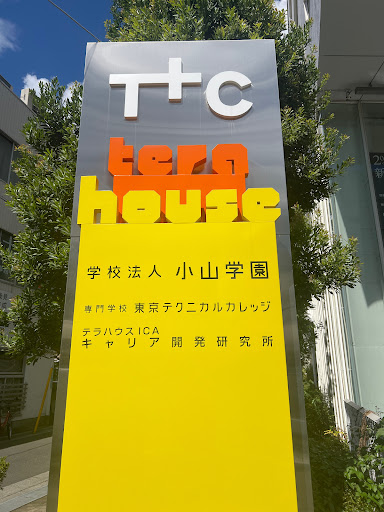 T+C
tera
house
学校法人 小山学園
専門学校 東京テクニカルカレッジ
テラハウスICA
キャリア開発研究所